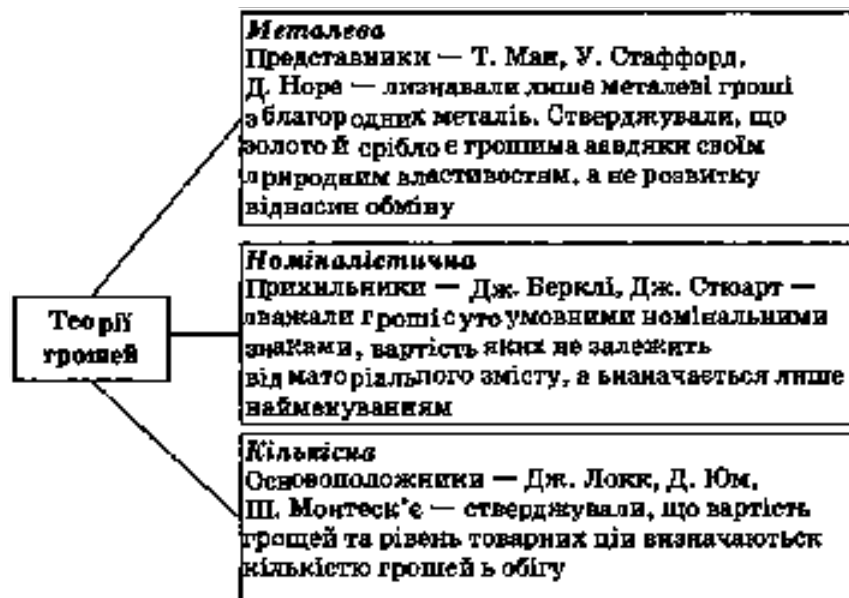 Теорії
грошей
Металева
Представники — Т. Ман, У. Стаффорд,
Д. Норе — визнавали лише металеві гроші
з благородних металів. Стверджували, що
золото й срібло є грошима завдяки своїм
природним властивостям, а не розвитку
відносин обміну
Номіналістична
Прихильники — Дж. Берклі, Дж. Стюарт —
вважали гроші суто умовними номінальними
знаками, вартість яких не залежить
від матеріального змісту, а визначається лише
найменуванням
Кількісна
Основоположники — Дж. Локк, Д. Юм,
Ш. Монтеск'є — стверджували, що вартість
грошей та рівень товарних цін визначаються
кількістю грошей в обігу